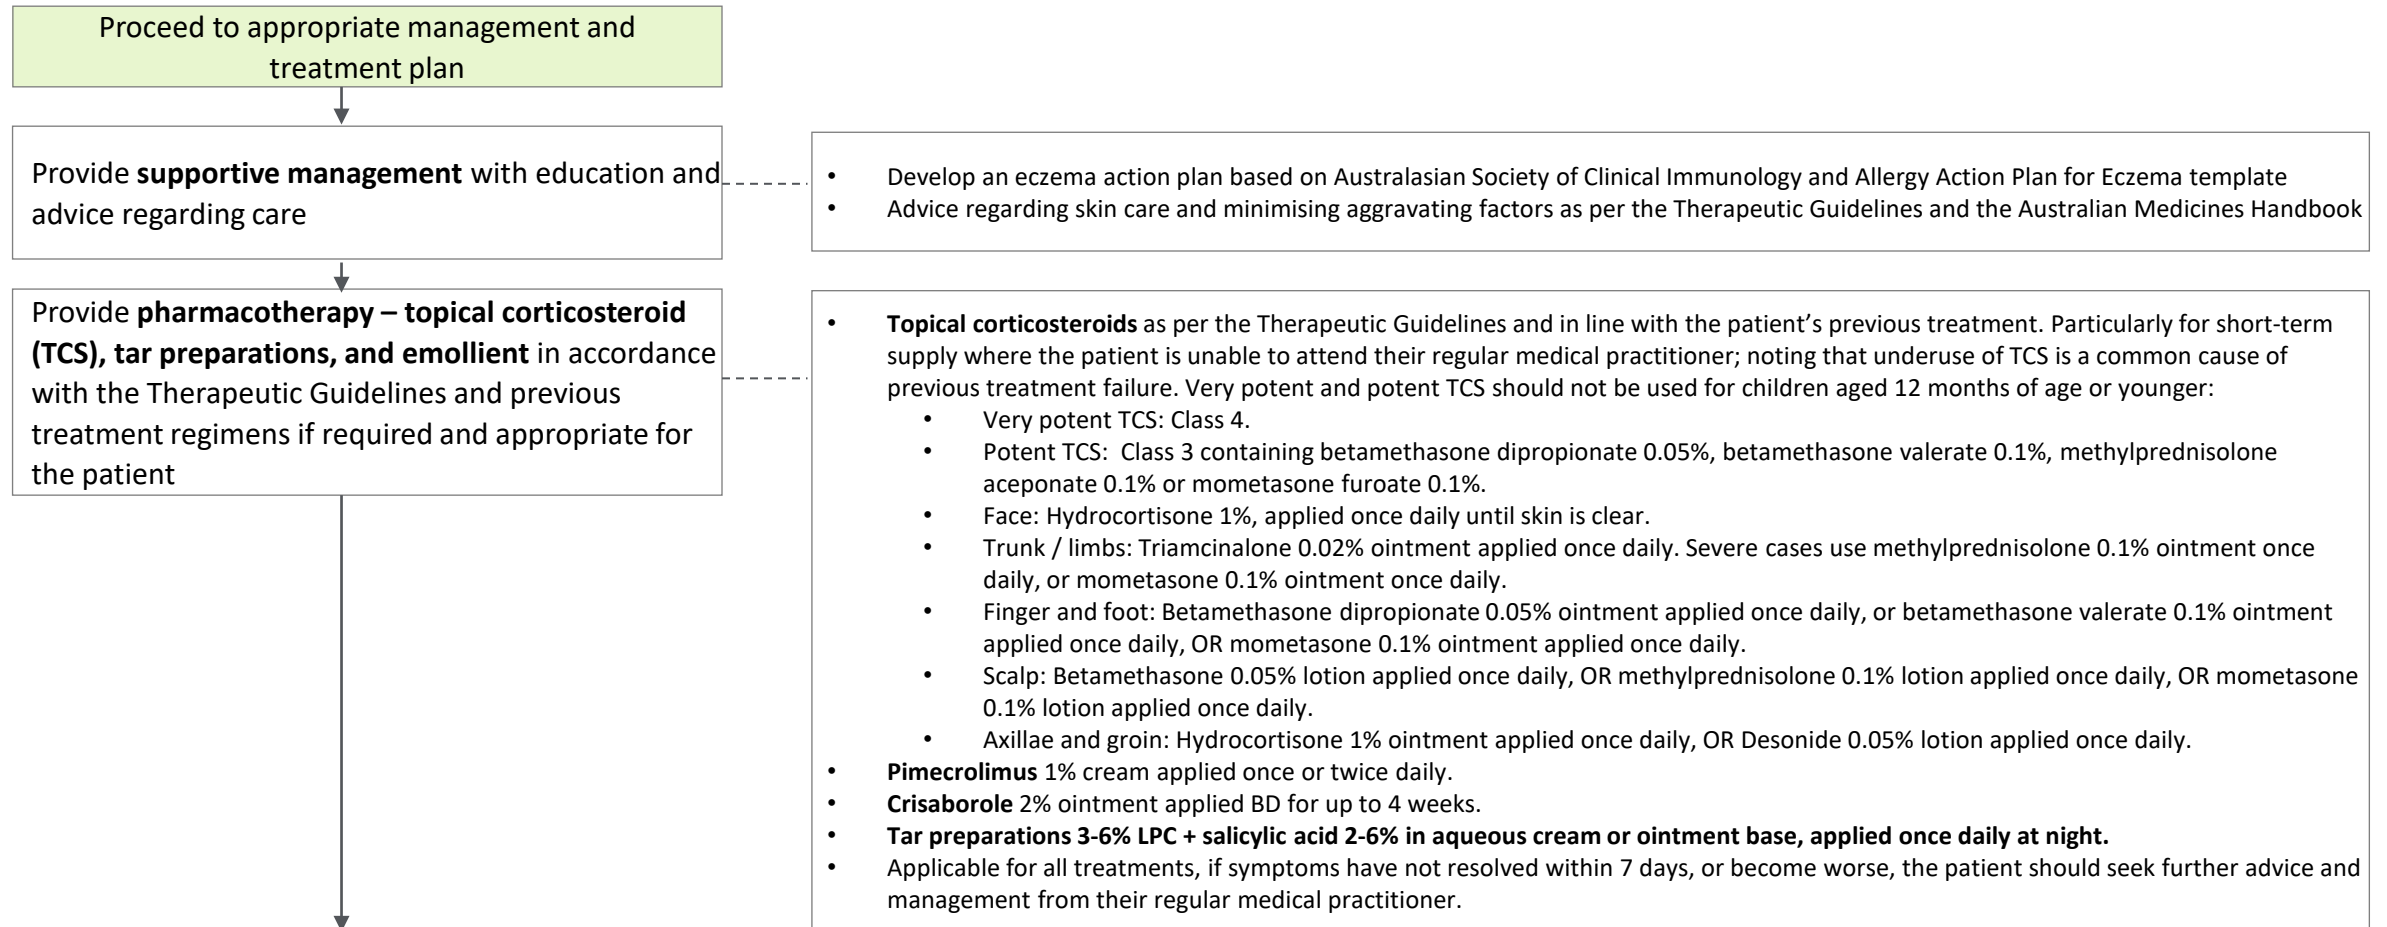 Proceed to appropriate management and
treatment plan
Provide supportive management with education and
advice regarding care
• Develop an eczema action plan based on Australasian Society of Clinical Immunology and Allergy Action Plan for Eczema template
• Advice regarding skin care and minimising aggravating factors as per the Therapeutic Guidelines and the Australian Medicines Handbook
Provide pharmacotherapy – topical corticosteroid
(TCS), tar preparations, and emollient in accordance
with the Therapeutic Guidelines and previous
treatment regimens if required and appropriate for
the patient
• Topical corticosteroids as per the Therapeutic Guidelines and in line with the patient’s previous treatment. Particularly for short-term
supply where the patient is unable to attend their regular medical practitioner; noting that underuse of TCS is a common cause of
previous treatment failure. Very potent and potent TCS should not be used for children aged 12 months of age or younger:
• Very potent TCS: Class 4.
• Potent TCS: Class 3 containing betamethasone dipropionate 0.05%, betamethasone valerate 0.1%, methylprednisolone
aceponate 0.1% or mometasone furoate 0.1%.
• Face: Hydrocortisone 1%, applied once daily until skin is clear.
• Trunk / limbs: Triamcinalone 0.02% ointment applied once daily. Severe cases use methylprednisolone 0.1% ointment once
daily, or mometasone 0.1% ointment once daily.
• Finger and foot: Betamethasone dipropionate 0.05% ointment applied once daily, or betamethasone valerate 0.1% ointment
applied once daily, OR mometasone 0.1% ointment applied once daily.
• Scalp: Betamethasone 0.05% lotion applied once daily, OR methylprednisolone 0.1% lotion applied once daily, OR mometasone
0.1% lotion applied once daily.
• Axillae and groin: Hydrocortisone 1% ointment applied once daily, OR Desonide 0.05% lotion applied once daily.
• Pimecrolimus 1% cream applied once or twice daily.
• Crisaborole 2% ointment applied BD for up to 4 weeks.
• Tar preparations 3-6% LPC + salicylic acid 2-6% in aqueous cream or ointment base, applied once daily at night.
• Applicable for all treatments, if symptoms have not resolved within 7 days, or become worse, the patient should seek further advice and
management from their regular medical practitioner.